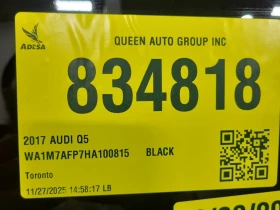 ADESA
QUEEN AUTO GROUP INC
834818
2017 AUDI Q5
WA1M7AFP7HA100815 BLACK
Toronto
11/27/2025 14:58:17 LB